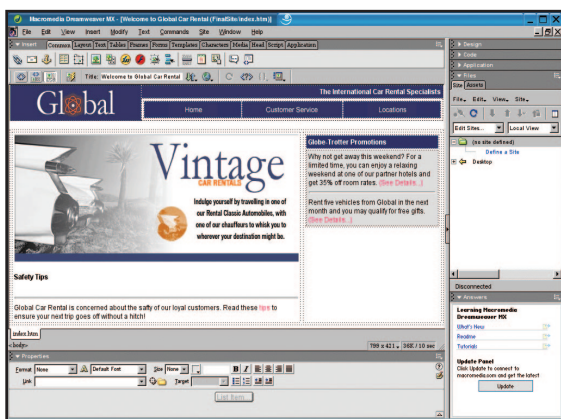 Macromedia Dreamweaver MX - [Welcome to Global Car Rental (FinalSite/index.htm)]
File Edit View Insert Modify Text Commands Site Window Help
Insert Common Layout Text Tables Frames Forms Templates Characters Media Head Script Application
Title: Welcome to Global Car Rental
Global
The International Car Rental Specialists
Home Customer Service Locations
Vintage
CAR RENTALS
Indulge yourself by travelling in one of
our Rental Classic Automobiles, with
one of our chauffeurs to whisk you to
wherever your destination might be.
Globe-Trotter Promotions
Why not get away this weekend? For a
limited time, you can enjoy a relaxing
weekend at one of our partner hotels and
get 35% off room rates. (See Details...)
Rent five vehicles from Global in the next
month and you may qualify for free gifts.
(See Details...)
Safety Tips
Global Car Rental is concerned about the safty of our loyal customers. Read these tips to
ensure your next trip goes off without a hitch!
index.htm
<body>
789 x 421 36K / 10 sec
Properties
Format None Default Font Size None B I
Link Target
List Item...
Design
Code
Application
Files
Site Assets
File Edit View Site
Edit Sites... Local View
(no site defined)
Define a Site
Desktop
Disconnected
Answers
Learning Macromedia
Dreamweaver MX
What's New
Readme
Tutorials
Update Panel
Click Update to connect to
macromedia.com and get the latest
Update